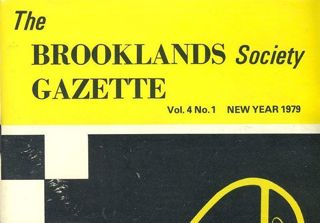 The
BROOKLANDS Society
GAZETTE
Vol. 4 No. 1 NEW YEAR 1979